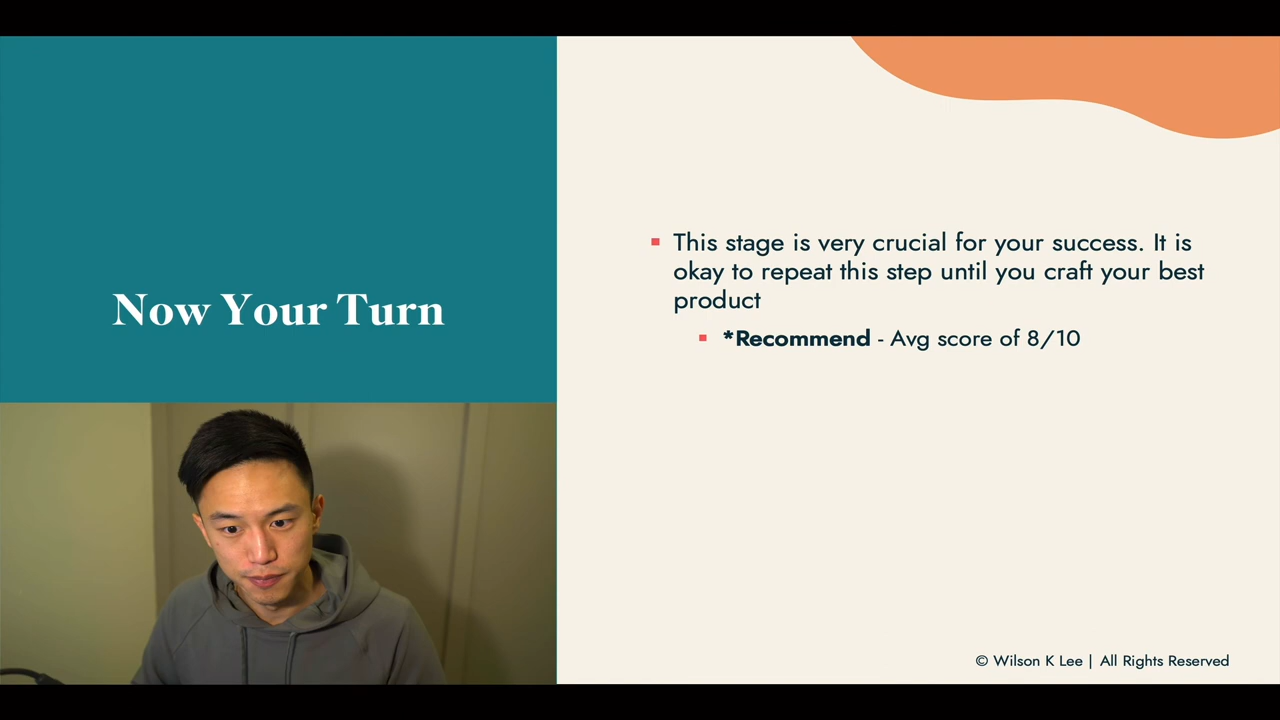 Now Your Turn
This stage is very crucial for your success. It is
okay to repeat this step until you craft your best
product
*Recommend - Avg score of 8/10
© Wilson K Lee | All Rights Reserved